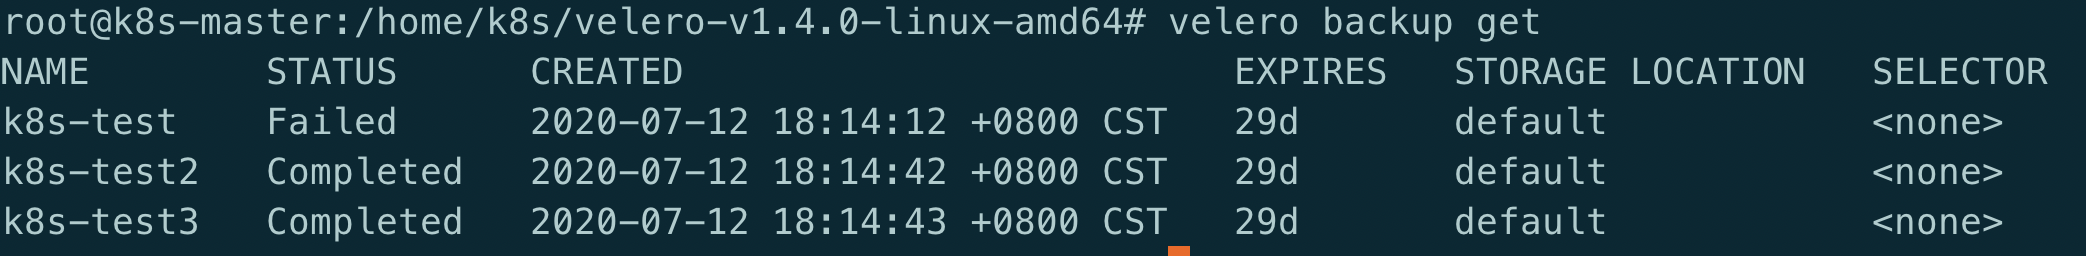 root@k8s-master:/home/k8s/velero-v1.4.0-linux-amd64# velero backup get
NAME        STATUS      CREATED                         EXPIRES   STORAGE LOCATION   SELECTOR
k8s-test    Failed      2020-07-12 18:14:12 +0800 CST   29d       default            <none>
k8s-test2   Completed   2020-07-12 18:14:42 +0800 CST   29d       default            <none>
k8s-test3   Completed   2020-07-12 18:14:43 +0800 CST   29d       default            <none>